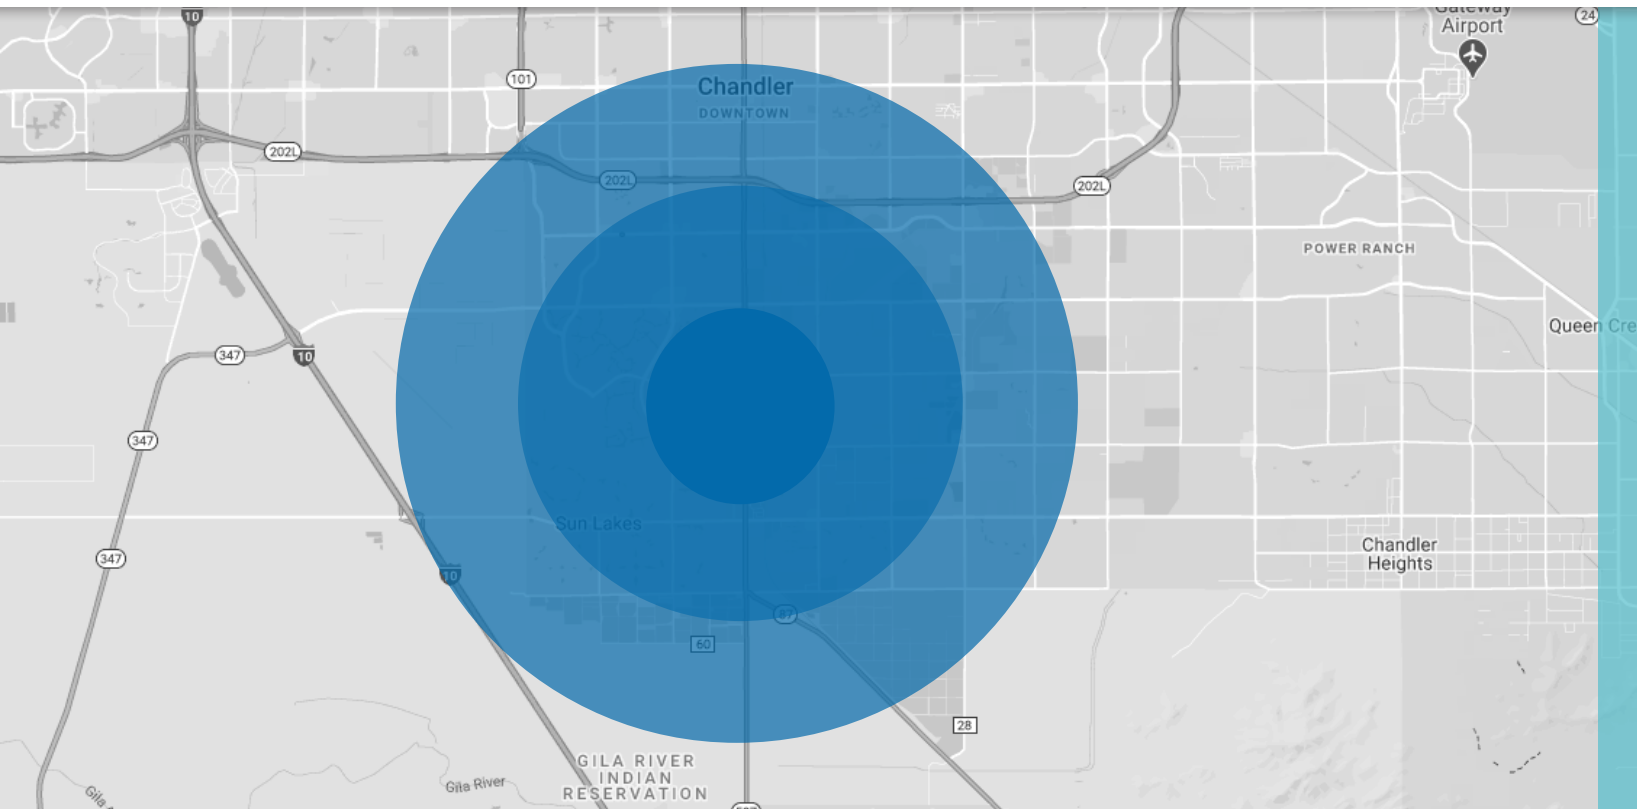 10
Gateway
Airport
24
101
Chandler
DOWNTOWN
202L
202L
202L
POWER RANCH
Queen Cre
347
10
347
Sun Lakes
347
10
Chandler
Heights
87
60
28
GILA RIVER
INDIAN
RESERVATION
Gila River
Gila